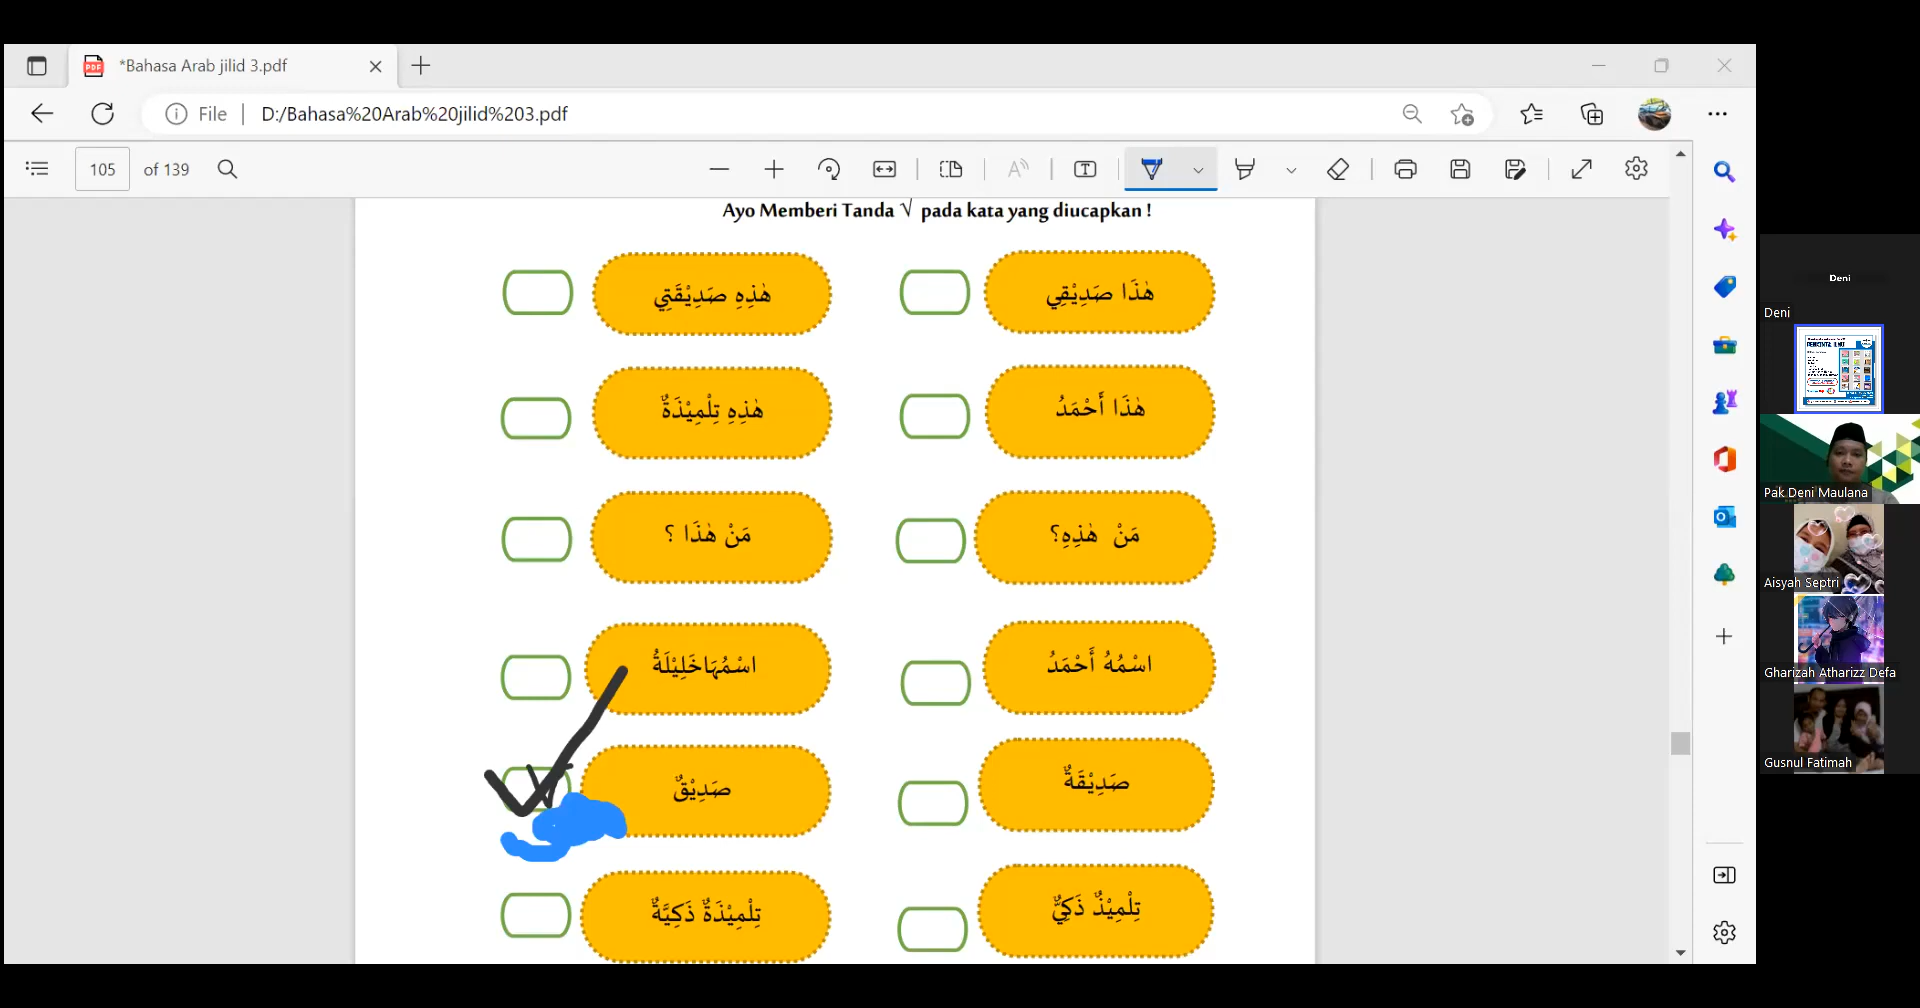 *Bahasa Arab jilid 3.pdf
File
D:/Bahasa%20Arab%20jilid%203.pdf
105 of 139
Ayo Memberi Tanda √ pada kata yang diucapkan !
هٰذَا صَدِيْقِي
هٰذِهِ صَدِيْقَتِي
هٰذَا أَحْمَدُ
هٰذِهِ تِلْمِيْذَةٌ
مَنْ هٰذِهِ؟
مَنْ هٰذَا ؟
اسْمُهُ أَحْمَدُ
اسْمُهَاخَلِيْلَةُ
صَدِيْقَةٌ
صَدِيْقٌ
تِلْمِيْذٌ ذَكِيٌّ
تِلْمِيْذَةٌ ذَكِيَّةٌ
Deni
Deni
Pak Deni Maulana
Aisyah Septri
Gharizah Atharizz Defa
Gusnul Fatimah